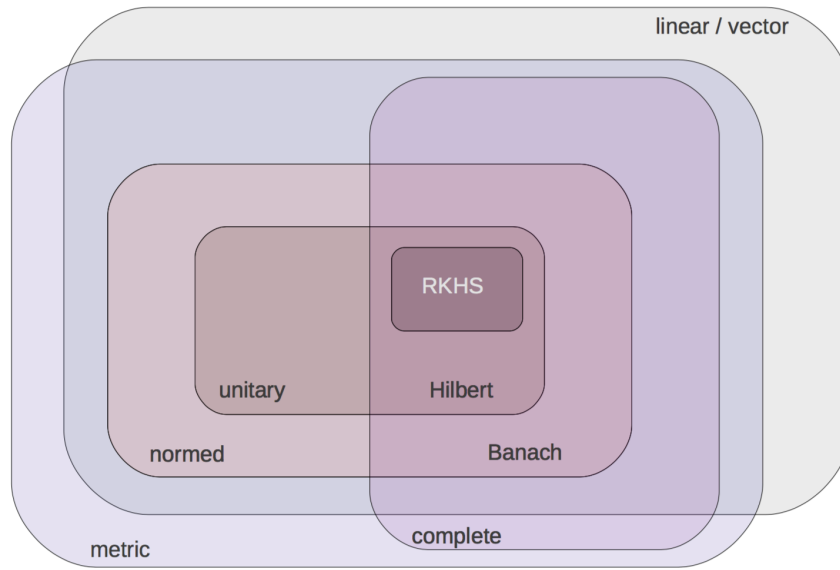 linear / vector
RKHS
unitary
Hilbert
normed
Banach
complete
metric